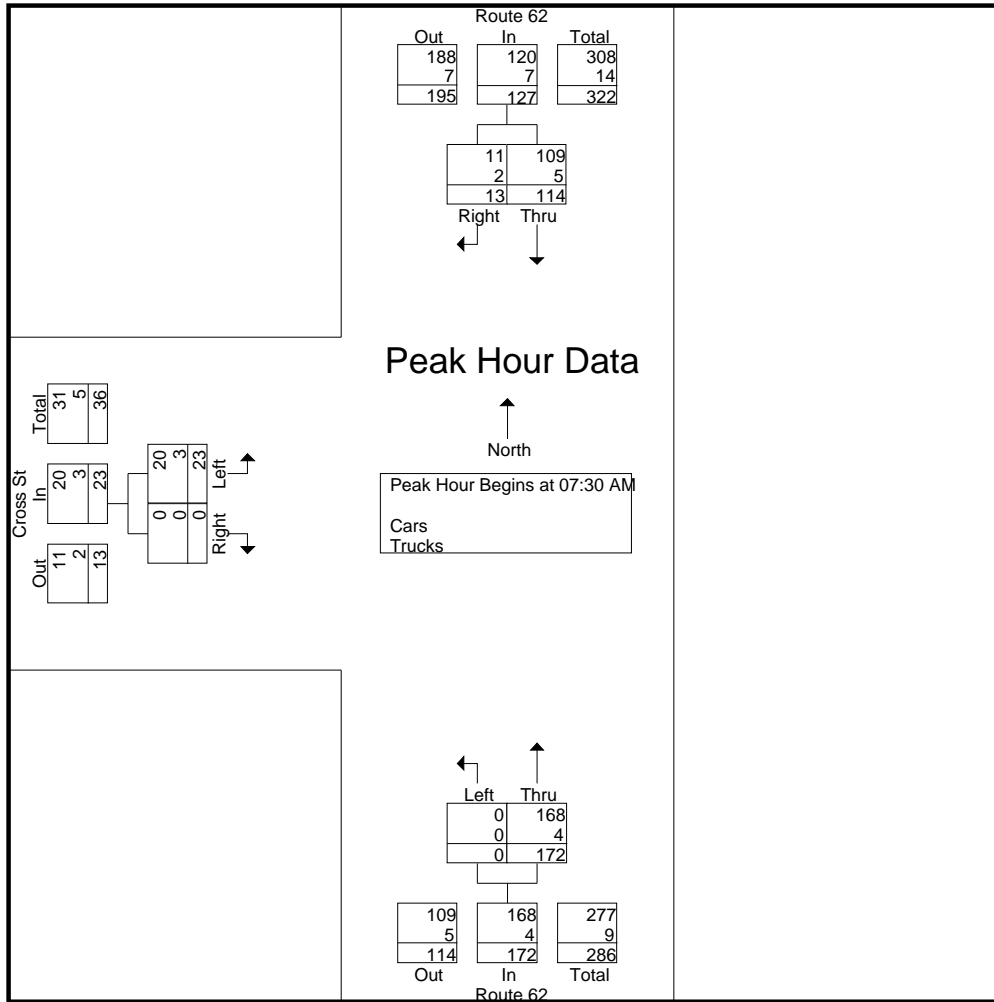 Route 62
Out In Total
188 120 308
7 7 14
195 127 322
11 109
2 5
13 114
Right Thru
Peak Hour Data
North
Peak Hour Begins at 07:30 AM
Cars
Trucks
Cross St
Total
31
5
36
In
20
3
23
Out
11
2
13
20
3
23
Left
0
0
0
Right
Left Thru
0 168
0 4
0 172
109 168 277
5 4 9
114 172 286
Out In Total
Route 62